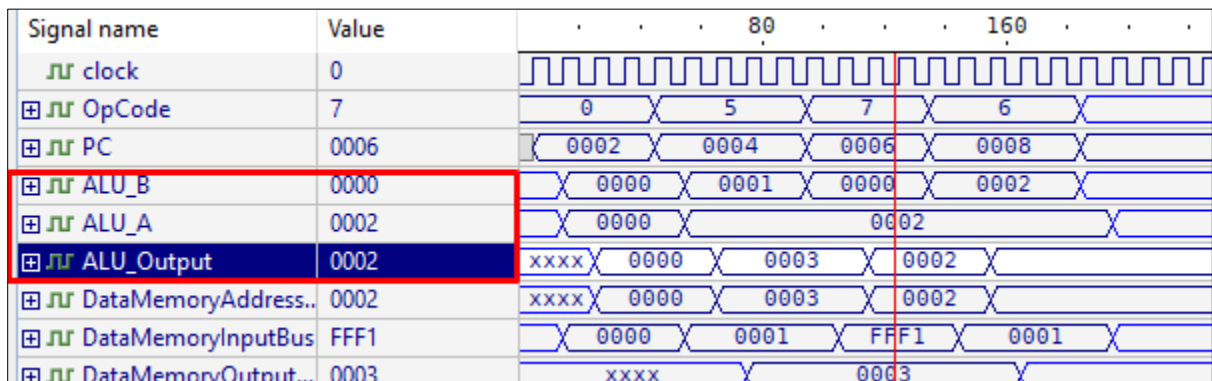 Signal name Value 80 160
clock 0
OpCode 7 0 5 7 6
PC 0006 0002 0004 0006 0008
ALU_B 0000 0000 0001 0000 0002
ALU_A 0002 0000 0002
ALU_Output 0002 xxxx 0000 0003 0002
DataMemoryAddress.. 0002 xxxx 0000 0003 0002
DataMemoryInputBus FFF1 0000 0001 FFF1 0001
DataMemoryOutput... 0003 xxxx 0003